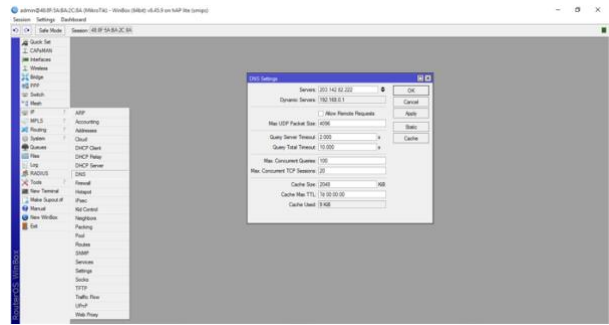 admin@48:8F:5A:BA:2C:8A (MikroTik) - WinBox (64bit) v6.45.9 on hAP lite (smips)
Session Settings Dashboard
Safe Mode Session: 48:8F:5A:BA:2C:8A
Quick Set
CAPsMAN
Interfaces
Wireless
Bridge
PPP
Switch
Mesh
IP
MPLS
Routing
System
Queues
Files
Log
RADIUS
Tools
New Terminal
Make Supout.rif
Manual
New WinBox
Exit
ARP
Accounting
Addresses
Cloud
DHCP Client
DHCP Relay
DHCP Server
DNS
Firewall
Hotspot
IPsec
Kid Control
Neighbors
Packing
Pool
Routes
SNMP
Services
Settings
Socks
TFTP
Traffic Flow
UPnP
Web Proxy
DNS Settings
Servers: 203.142.82.222
Dynamic Servers: 192.168.0.1
Allow Remote Requests
Max UDP Packet Size: 4096
Query Server Timeout: 2.000 s
Query Total Timeout: 10.000 s
Max. Concurrent Queries: 100
Max. Concurrent TCP Sessions: 20
Cache Size: 2048 KiB
Cache Max TTL: 7d 00:00:00
Cache Used: 9 KiB
OK
Cancel
Apply
Static
Cache
RouterOS WinBox